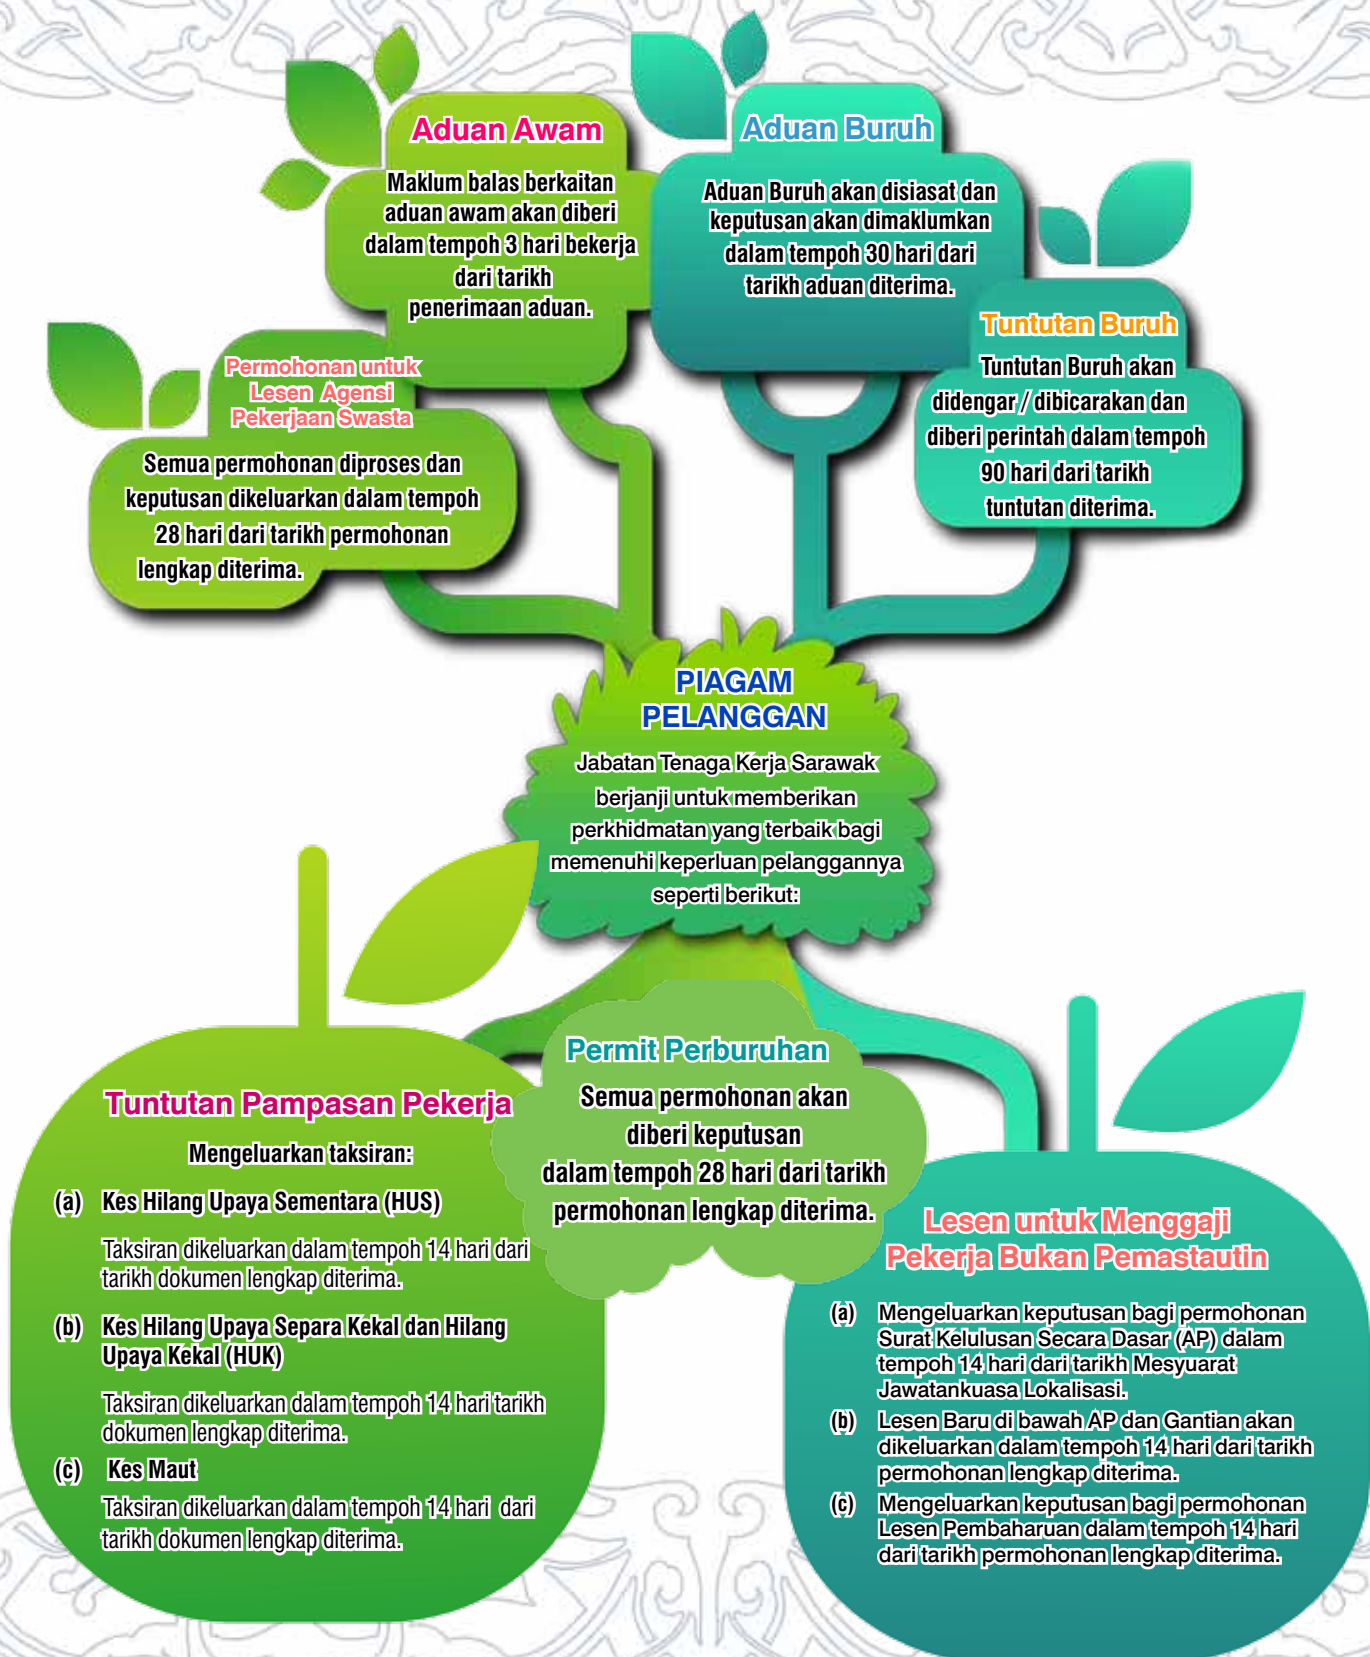 Aduan Awam
Maklum balas berkaitan
aduan awam akan diberi
dalam tempoh 3 hari bekerja
dari tarikh
penerimaan aduan.
Aduan Buruh
Aduan Buruh akan disiasat dan
keputusan akan dimaklumkan
dalam tempoh 30 hari dari
tarikh aduan diterima.
Tuntutan Buruh
Tuntutan Buruh akan
didengar / dibicarakan dan
diberi perintah dalam tempoh
90 hari dari tarikh
tuntutan diterima.
Permohonan untuk
Lesen Agensi
Pekerjaan Swasta
Semua permohonan diproses dan
keputusan dikeluarkan dalam tempoh
28 hari dari tarikh permohonan
lengkap diterima.
PIAGAM
PELANGGAN
Jabatan Tenaga Kerja Sarawak
berjanji untuk memberikan
perkhidmatan yang terbaik bagi
memenuhi keperluan pelanggannya
seperti berikut:
Permit Perburuhan
Semua permohonan akan
diberi keputusan
dalam tempoh 28 hari dari tarikh
permohonan lengkap diterima.
Tuntutan Pampasan Pekerja
Mengeluarkan taksiran:
(a) Kes Hilang Upaya Sementara (HUS)
Taksiran dikeluarkan dalam tempoh 14 hari dari
tarikh dokumen lengkap diterima.
(b) Kes Hilang Upaya Separa Kekal dan Hilang
Upaya Kekal (HUK)
Taksiran dikeluarkan dalam tempoh 14 hari tarikh
dokumen lengkap diterima.
(c) Kes Maut
Taksiran dikeluarkan dalam tempoh 14 hari dari
tarikh dokumen lengkap diterima.
Lesen untuk Menggaji
Pekerja Bukan Pemastautin
(a) Mengeluarkan keputusan bagi permohonan
Surat Kelulusan Secara Dasar (AP) dalam
tempoh 14 hari dari tarikh Mesyuarat
Jawatankuasa Lokalisasi.
(b) Lesen Baru di bawah AP dan Gantian akan
dikeluarkan dalam tempoh 14 hari dari tarikh
permohonan lengkap diterima.
(c) Mengeluarkan keputusan bagi permohonan
Lesen Pembaharuan dalam tempoh 14 hari
dari tarikh permohonan lengkap diterima.